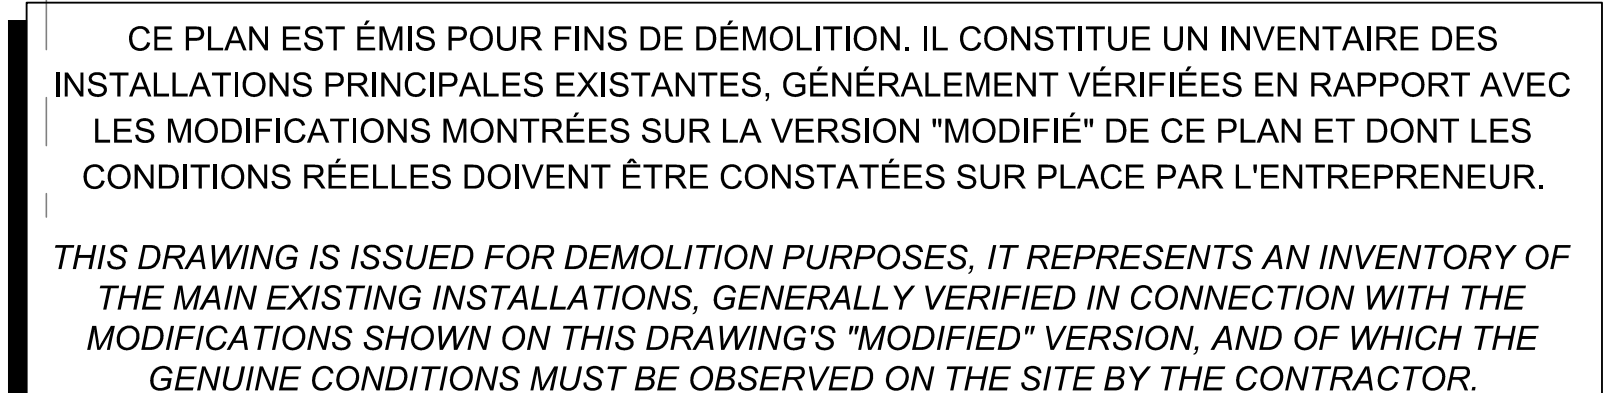 CE PLAN EST ÉMIS POUR FINS DE DÉMOLITION. IL CONSTITUE UN INVENTAIRE DES
INSTALLATIONS PRINCIPALES EXISTANTES, GÉNÉRALEMENT VÉRIFIÉES EN RAPPORT AVEC
LES MODIFICATIONS MONTRÉES SUR LA VERSION "MODIFIÉ" DE CE PLAN ET DONT LES
CONDITIONS RÉELLES DOIVENT ÊTRE CONSTATÉES SUR PLACE PAR L'ENTREPRENEUR.
THIS DRAWING IS ISSUED FOR DEMOLITION PURPOSES, IT REPRESENTS AN INVENTORY OF
THE MAIN EXISTING INSTALLATIONS, GENERALLY VERIFIED IN CONNECTION WITH THE
MODIFICATIONS SHOWN ON THIS DRAWING'S "MODIFIED" VERSION, AND OF WHICH THE
GENUINE CONDITIONS MUST BE OBSERVED ON THE SITE BY THE CONTRACTOR.